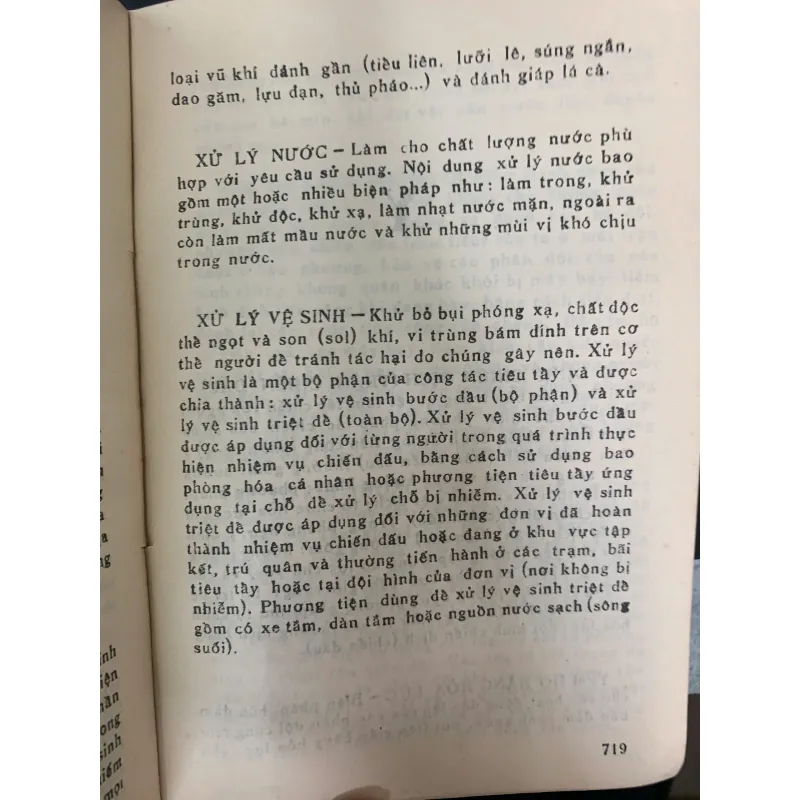 loại vũ khí đánh gần (tiểu liên, lưỡi lê, súng ngắn,
dao găm, lựu đạn, thủ pháo...) và đánh giáp lá cà.
XỬ LÝ NƯỚC – Làm cho chất lượng nước phù
hợp với yêu cầu sử dụng. Nội dung xử lý nước bao
gồm một hoặc nhiều biện pháp như : làm trong, khử
trùng, khử độc, khử xạ, làm nhạt nước mặn, ngoài ra
còn làm mất mầu nước và khử những mùi vị khó chịu
trong nước.
XỬ LÝ VỆ SINH – Khử bỏ bụi phóng xạ, chất độc
thể ngọt và son (sol) khí, vi trùng bám dính trên cơ
thể người để tránh tác hại do chúng gây nên. Xử lý
vệ sinh là một bộ phận của công tác tiêu tẩy và được
chia thành : xử lý vệ sinh bước đầu (bộ phận) và xử
lý vệ sinh triệt để (toàn bộ). Xử lý vệ sinh bước đầu
được áp dụng đối với từng người trong quá trình thực
hiện nhiệm vụ chiến đấu, bằng cách sử dụng bao
phòng hóa cá nhân hoặc phương tiện tiêu tẩy ứng
dụng tại chỗ để xử lý chỗ bị nhiễm. Xử lý vệ sinh
triệt để được áp dụng đối với những đơn vị đã hoàn
thành nhiệm vụ chiến đấu hoặc đang ở khu vực tập
kết, trú quân và thường tiến hành ở các trạm, bãi
tiêu tẩy hoặc tại đội hình của đơn vị (nơi không bị
nhiễm). Phương tiện dùng để xử lý vệ sinh triệt để
gồm có xe tắm, dàn tắm hoặc nguồn nước sạch (sông
suối).
719